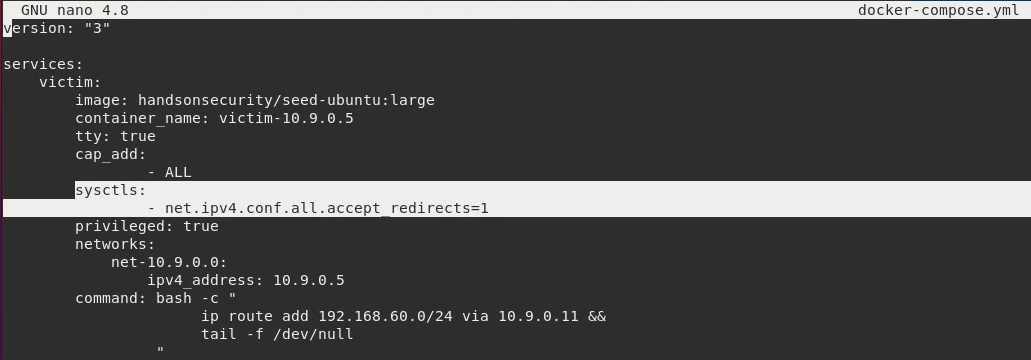 GNU nano 4.8 docker-compose.yml
version: "3"
services:
victim:
image: handsonsecurity/seed-ubuntu:large
container_name: victim-10.9.0.5
tty: true
cap_add:
- ALL
sysctls:
- net.ipv4.conf.all.accept_redirects=1
privileged: true
networks:
net-10.9.0.0:
ipv4_address: 10.9.0.5
command: bash -c "
ip route add 192.168.60.0/24 via 10.9.0.11 &&
tail -f /dev/null
"